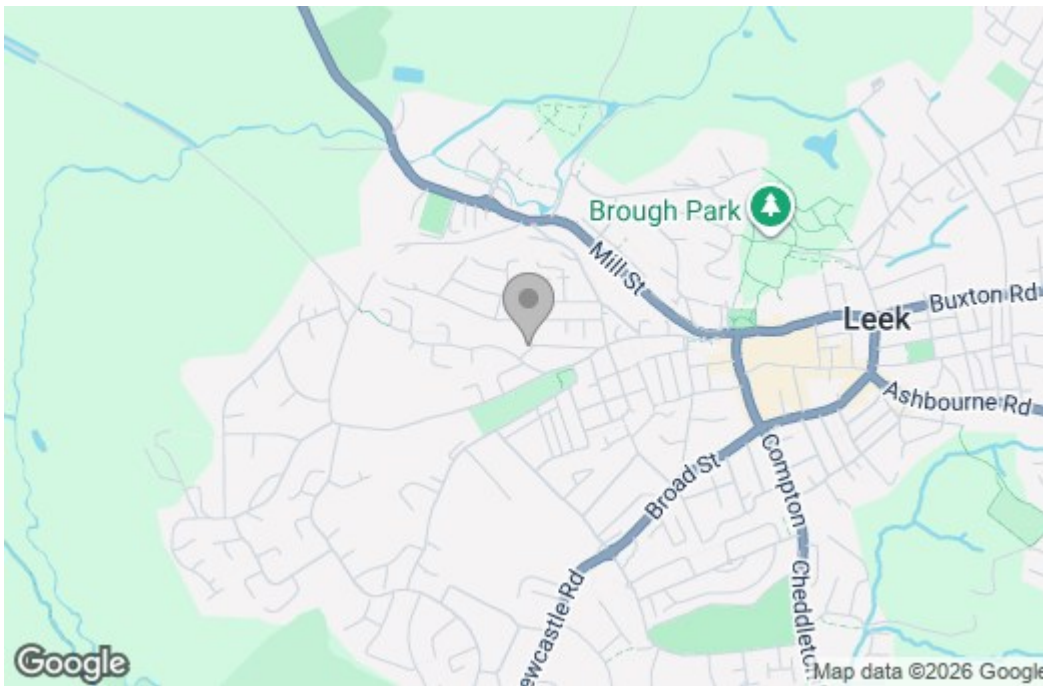 Brough Park
Mill St
Buxton Rd
Leek
Ashbourne Rd
Broad St
Compton
Cheddleton
ewcastle Rd
Google
Map data ©2026 Google